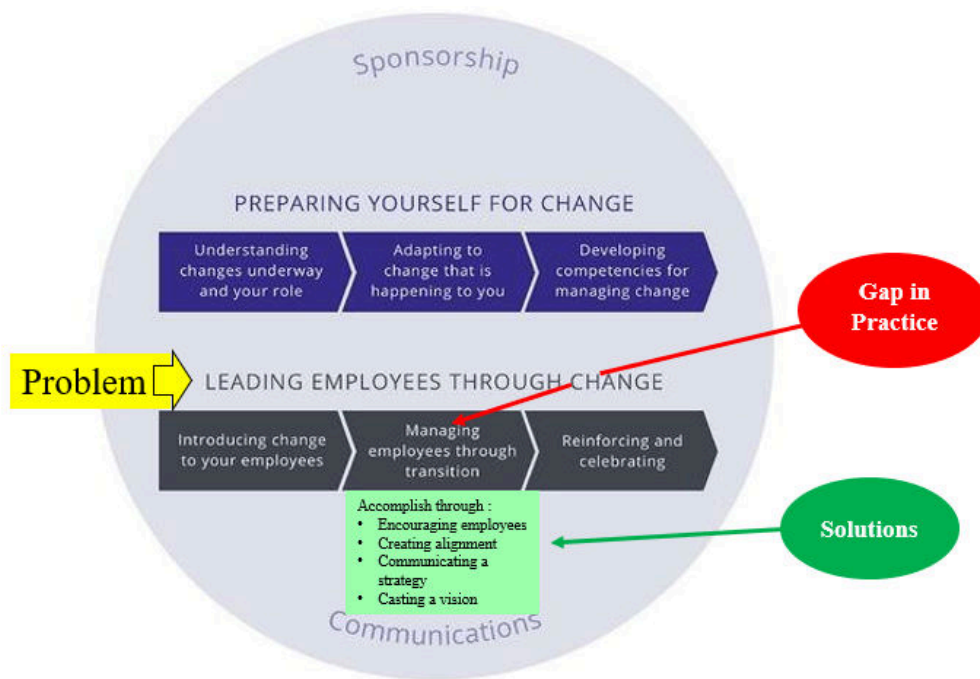 Sponsorship
PREPARING YOURSELF FOR CHANGE
Understanding
changes underway
and your role
Adapting to
change that is
happening to you
Developing
competencies for
managing change
Gap in
Practice
Problem
LEADING EMPLOYEES THROUGH CHANGE
Introducing change
to your employees
Managing
employees through
transition
Reinforcing and
celebrating
Accomplish through :
• Encouraging employees
• Creating alignment
• Communicating a
strategy
• Casting a vision
Solutions
Communications